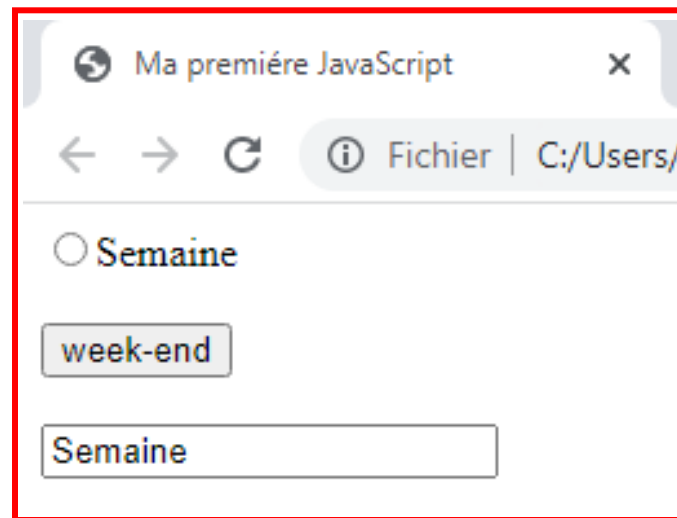 Ma premiére JavaScript
Fichier | C:/Users/
Semaine
week-end
Semaine